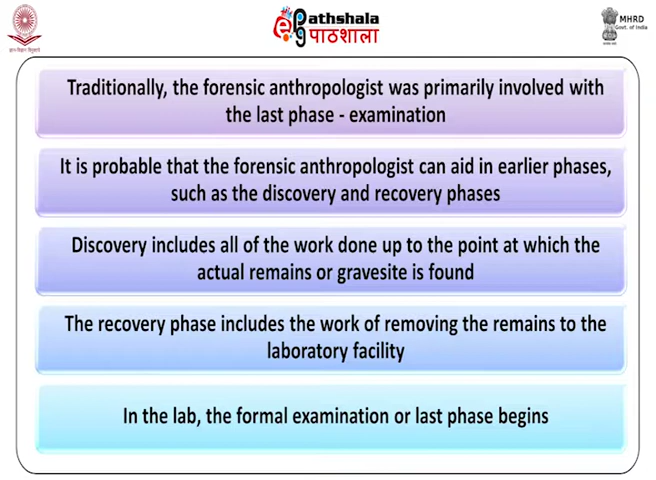 ePG Pathshala
पाठशाला
MHRD
Govt. of India
Traditionally, the forensic anthropologist was primarily involved with
the last phase - examination
It is probable that the forensic anthropologist can aid in earlier phases,
such as the discovery and recovery phases
Discovery includes all of the work done up to the point at which the
actual remains or gravesite is found
The recovery phase includes the work of removing the remains to the
laboratory facility
In the lab, the formal examination or last phase begins